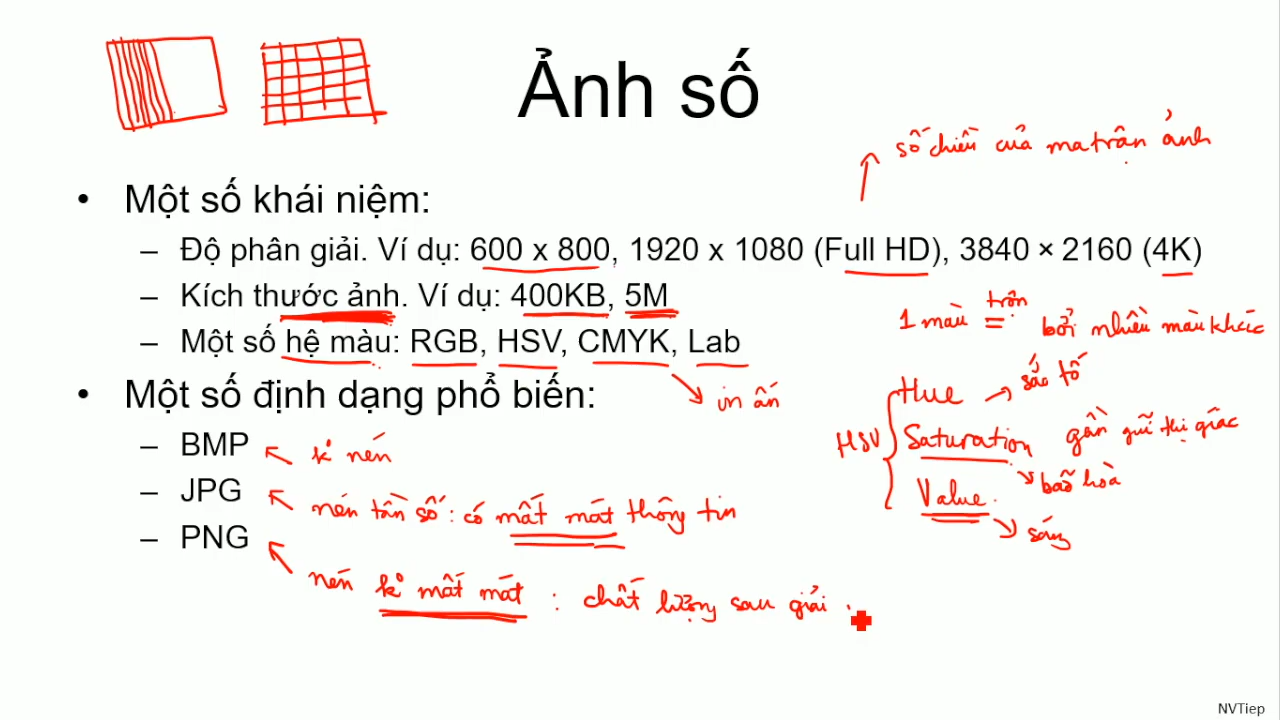 Ảnh số
số chiều của ma trận ảnh
• Một số khái niệm:
– Độ phân giải. Ví dụ: 600 x 800, 1920 x 1080 (Full HD), 3840 × 2160 (4K)
– Kích thước ảnh. Ví dụ: 400KB, 5M
1 màu = trộn bởi nhiều màu khác
– Một số hệ màu: RGB, HSV, CMYK, Lab
in ấn
HSV
Hue
sắc tố
Saturation
gần gũi thị giác
bão hoà
Value
sáng
• Một số định dạng phổ biến:
– BMP
k° nén
– JPG
nén tần số: có mất mát thông tin
– PNG
nén k° mất mát : chất lượng sau giải
NVTiep